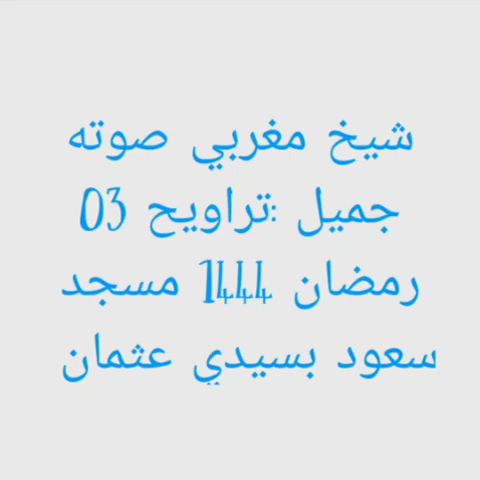 شيخ مغربي صوته
جميل :تراويح 03
رمضان 1444 مسجد
سعود بسيدي عثمان